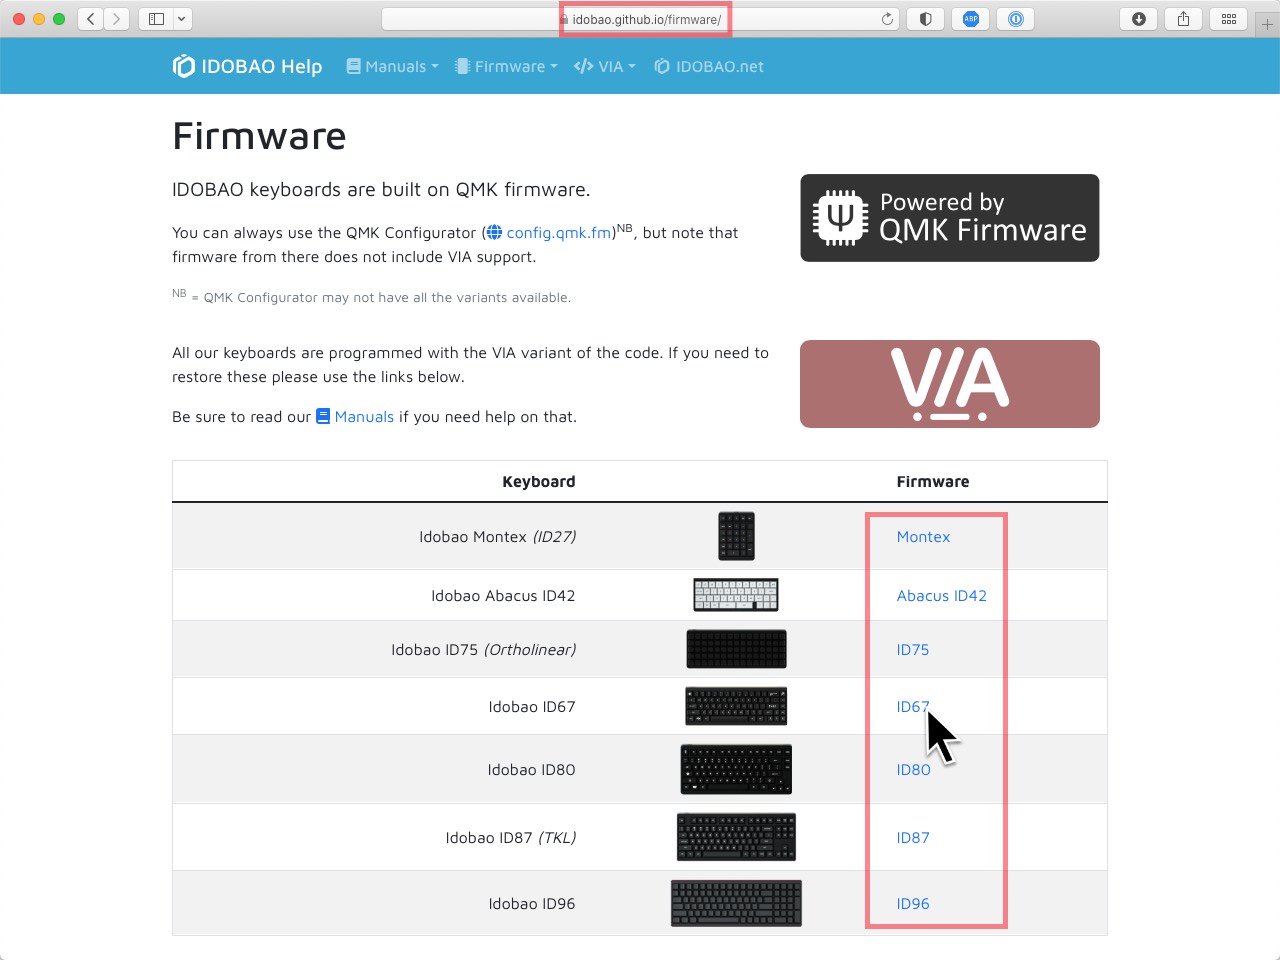 idobao.github.io/firmware/
ABP
IDOBAO Help Manuals Firmware VIA IDOBAO.net
Firmware
IDOBAO keyboards are built on QMK firmware.
You can always use the QMK Configurator (config.qmk.fm)NB, but note that
firmware from there does not include VIA support.
NB = QMK Configurator may not have all the variants available.
Powered by
QMK Firmware
All our keyboards are programmed with the VIA variant of the code. If you need to
restore these please use the links below.
Be sure to read our Manuals if you need help on that.
VIA
Keyboard Firmware
Idobao Montex (ID27) Montex
Idobao Abacus ID42 Abacus ID42
Idobao ID75 (Ortholinear) ID75
Idobao ID67 ID67
Idobao ID80 ID80
Idobao ID87 (TKL) ID87
Idobao ID96 ID96